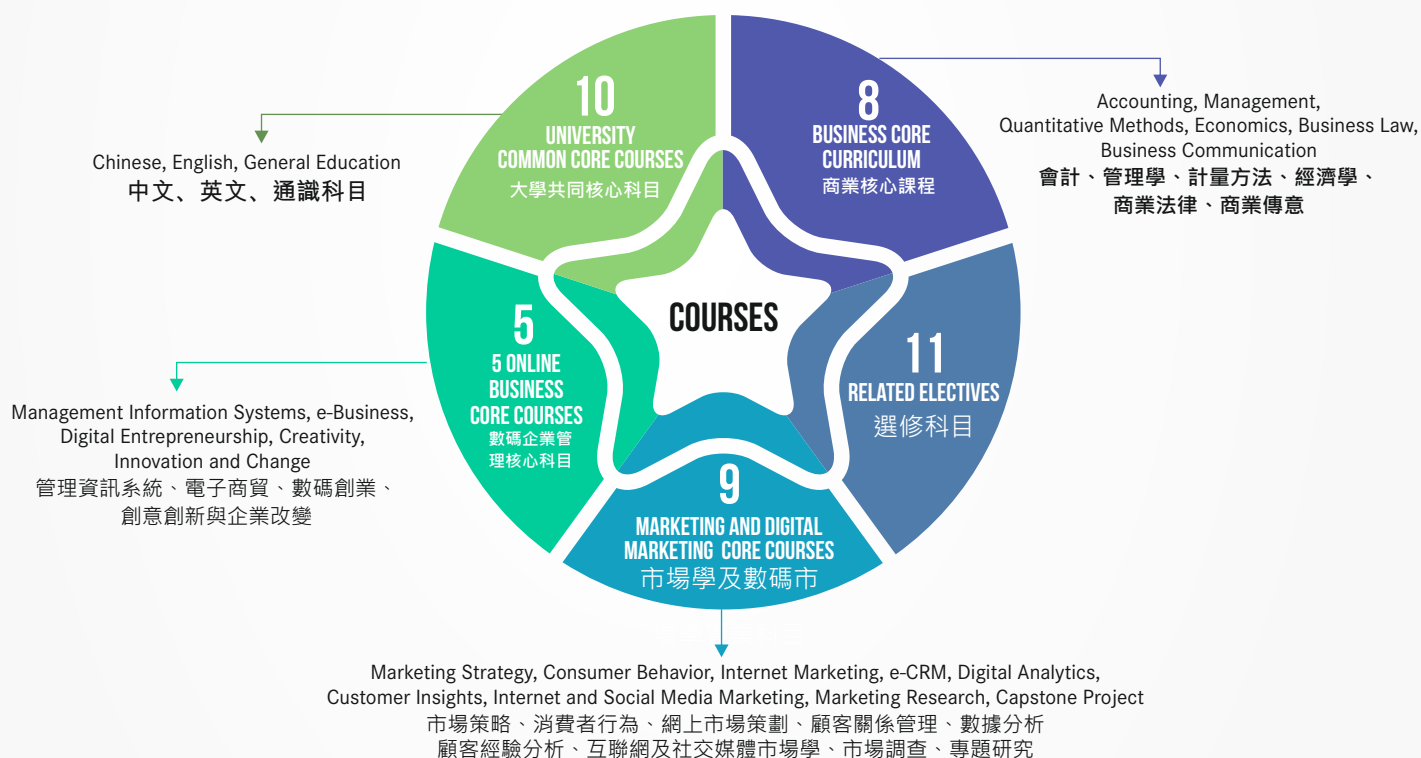 10
UNIVERSITY
COMMON CORE COURSES
大學共同核心科目
8
BUSINESS CORE
CURRICULUM
商業核心課程
Chinese, English, General Education
中文、英文、通識科目
Accounting, Management,
Quantitative Methods, Economics, Business Law,
Business Communication
會計、管理學、計量方法、經濟學、
商業法律、商業傳意
COURSES
5
5 ONLINE
BUSINESS
CORE COURSES
數碼企業管
理核心科目
11
RELATED ELECTIVES
選修科目
Management Information Systems, e-Business,
Digital Entrepreneurship, Creativity,
Innovation and Change
管理資訊系統、電子商貿、數碼創業、
創意創新與企業改變
9
MARKETING AND DIGITAL
MARKETING CORE COURSES
市場學及數碼市
Marketing Strategy, Consumer Behavior, Internet Marketing, e-CRM, Digital Analytics,
Customer Insights, Internet and Social Media Marketing, Marketing Research, Capstone Project
市場策略、消費者行為、網上市場策劃、顧客關係管理、數據分析
顧客經驗分析、互聯網及社交媒體市場學、市場調查、專題研究